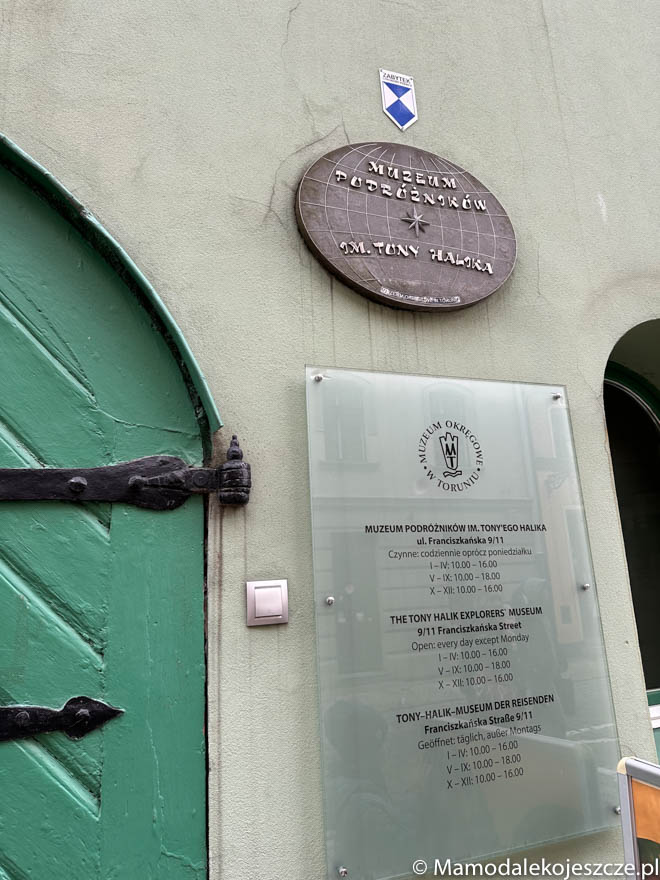 ZABYTEK
MUZEUM
PODRÓŻNIKÓW
IM. TONY HALIKA
MUZEUM OKRĘGOWE
W TORUNIU
MUZEUM PODRÓŻNIKÓW IM. TONY'EGO HALIKA
ul. Franciszkańska 9/11
Czynne: codziennie oprócz poniedziałku
I – IV: 10.00 – 16.00
V – IX: 10.00 – 18.00
X – XII: 10.00 – 16.00
THE TONY HALIK EXPLORERS` MUSEUM
9/11 Franciszkańska Street
Open: every day except Monday
I – IV: 10.00 – 16.00
V – IX: 10.00 – 18.00
X – XII: 10.00 – 16.00
TONY–HALIK–MUSEUM DER REISENDEN
Franciszkańska Straße 9/11
Geöffnet: täglich, außer Montags
I – IV: 10.00 – 16.00
V – IX: 10.00 – 18.00
X – XII: 10.00 – 16.00
© Mamodalekojeszcze.pl